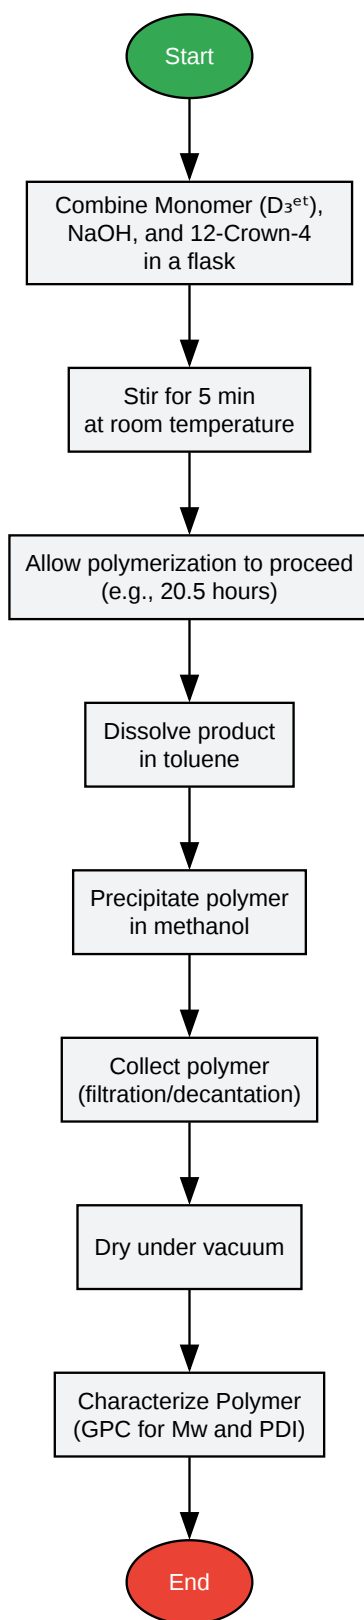 Start
Combine Monomer (D₃ᵉᵗ),
NaOH, and 12-Crown-4
in a flask
Stir for 5 min
at room temperature
Allow polymerization to proceed
(e.g., 20.5 hours)
Dissolve product
in toluene
Precipitate polymer
in methanol
Collect polymer
(filtration/decantation)
Dry under vacuum
Characterize Polymer
(GPC for Mw and PDI)
End